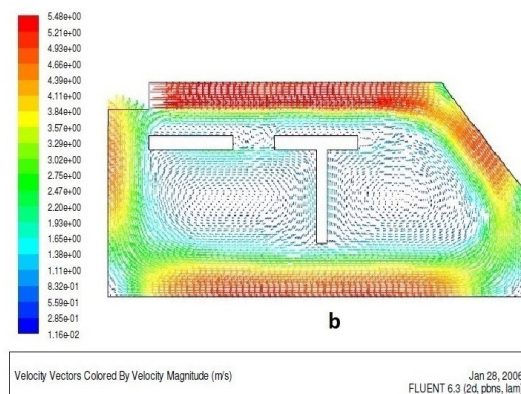 5.48e+00
5.21e+00
4.93e+00
4.66e+00
4.39e+00
4.11e+00
3.84e+00
3.57e+00
3.29e+00
3.02e+00
2.75e+00
2.47e+00
2.20e+00
1.93e+00
1.65e+00
1.38e+00
1.11e+00
8.32e-01
5.59e-01
2.85e-01
1.16e-02
b
Velocity Vectors Colored By Velocity Magnitude (m/s)
Jan 28, 2006
FLUENT 6.3 (2d, pbns, lam)